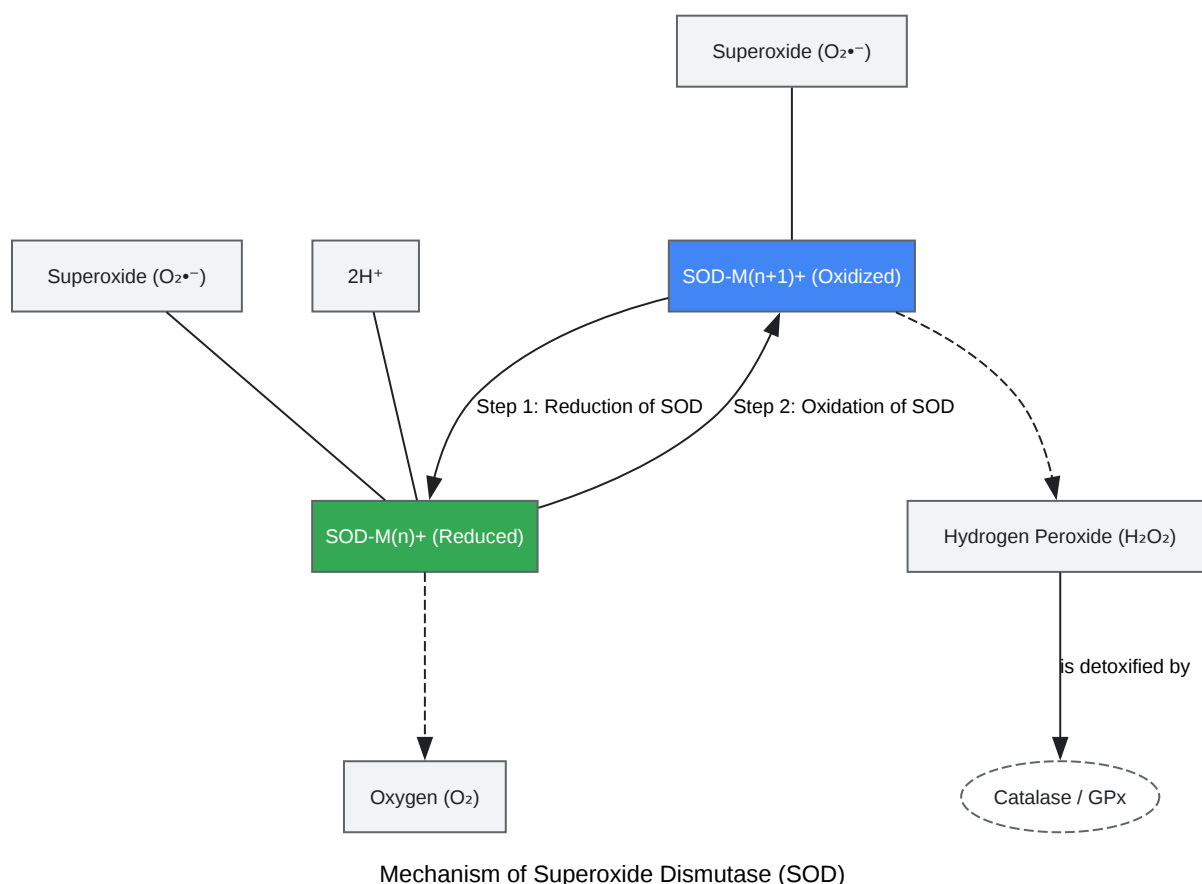 Superoxide (O₂•⁻)
Superoxide (O₂•⁻)
2H⁺
SOD-M(n+1)+ (Oxidized)
Step 1: Reduction of SOD
Step 2: Oxidation of SOD
SOD-M(n)+ (Reduced)
Hydrogen Peroxide (H₂O₂)
is detoxified by
Oxygen (O₂)
Catalase / GPx
Mechanism of Superoxide Dismutase (SOD)